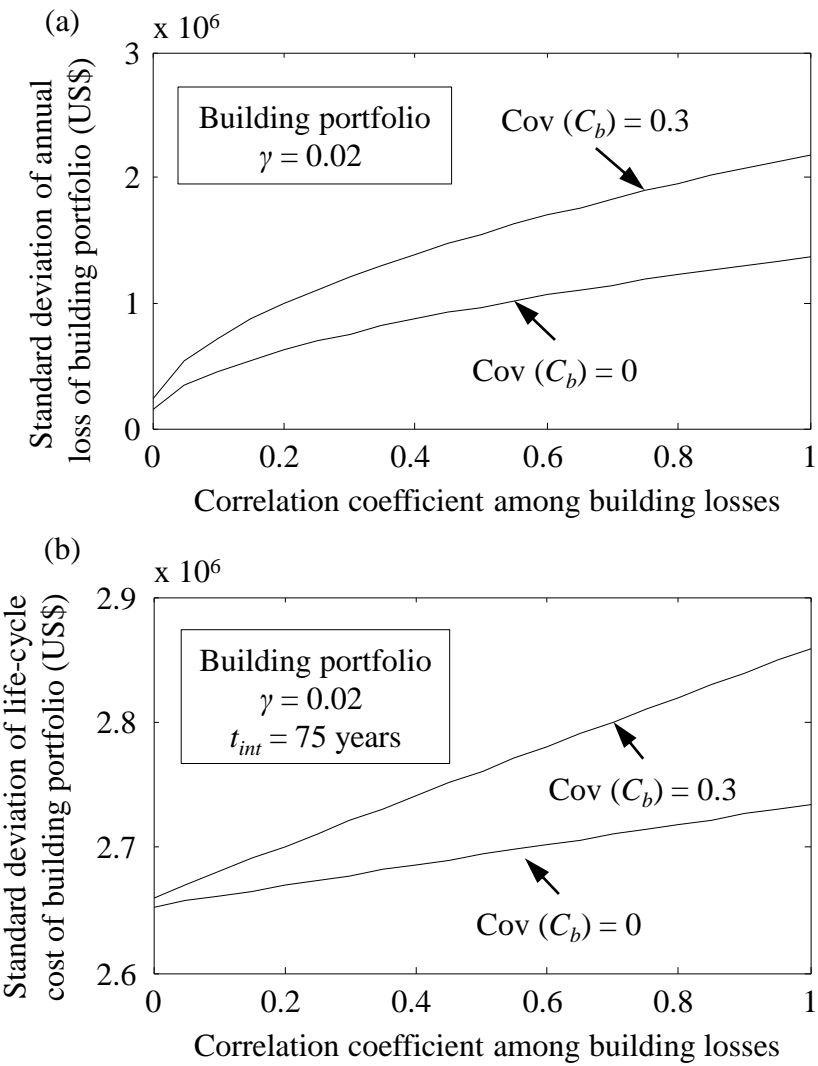 (a)
x 10⁶
3
2
1
0
Standard deviation of annual
loss of building portfolio (US$)
Building portfolio
γ = 0.02
Cov (C_b) = 0.3
Cov (C_b) = 0
0 0.2 0.4 0.6 0.8 1
Correlation coefficient among building losses
(b)
x 10⁶
2.9
2.8
2.7
2.6
Standard deviation of life-cycle
cost of building portfolio (US$)
Building portfolio
γ = 0.02
t_int = 75 years
Cov (C_b) = 0.3
Cov (C_b) = 0
0 0.2 0.4 0.6 0.8 1
Correlation coefficient among building losses